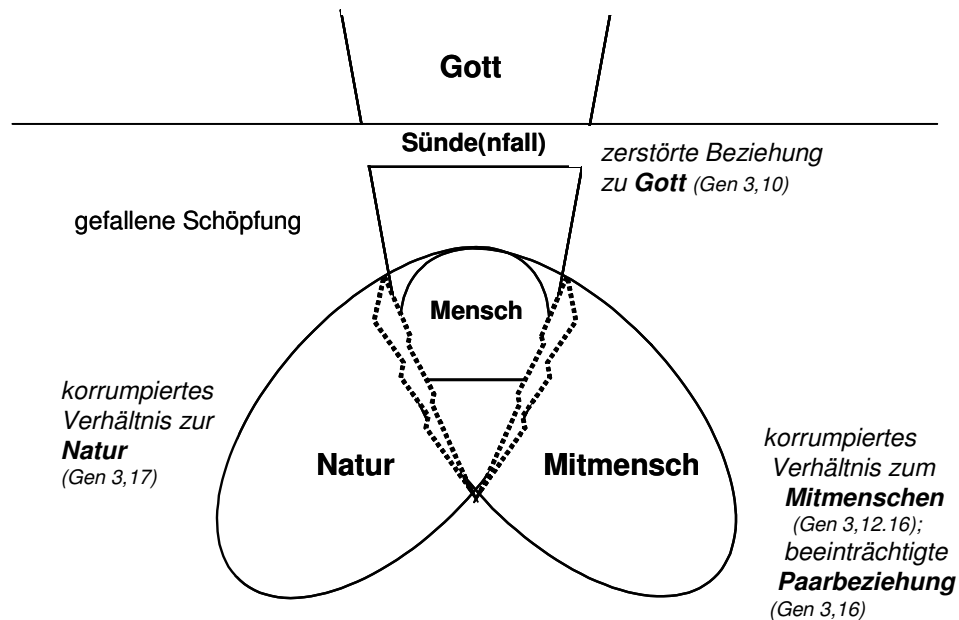 Gott
Sünde(nfall)
zerstörte Beziehung
zu Gott (Gen 3,10)
gefallene Schöpfung
Mensch
korrumpiertes
Verhältnis zur
Natur
(Gen 3,17)
Natur
Mitmensch
korrumpiertes
Verhältnis zum
Mitmenschen
(Gen 3,12.16);
beeinträchtigte
Paarbeziehung
(Gen 3,16)